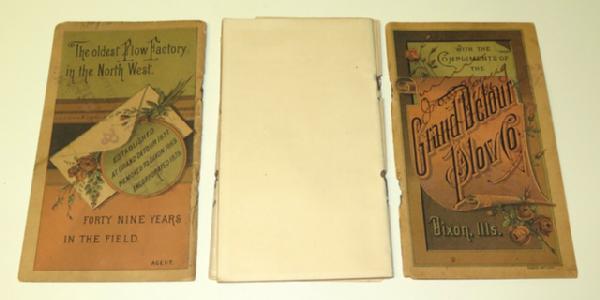 The oldest Plow Factory
in the North West.
ESTABLISHED
AT GRAND DETOUR 1837
REMOVED TO DIXON 1869
INCORPORATED 1879
FORTY NINE YEARS
IN THE FIELD.
AGENT.
WITH THE
COMPLIMENTS OF
THE
Grand Detour
Plow Co.
Dixon, Ills.